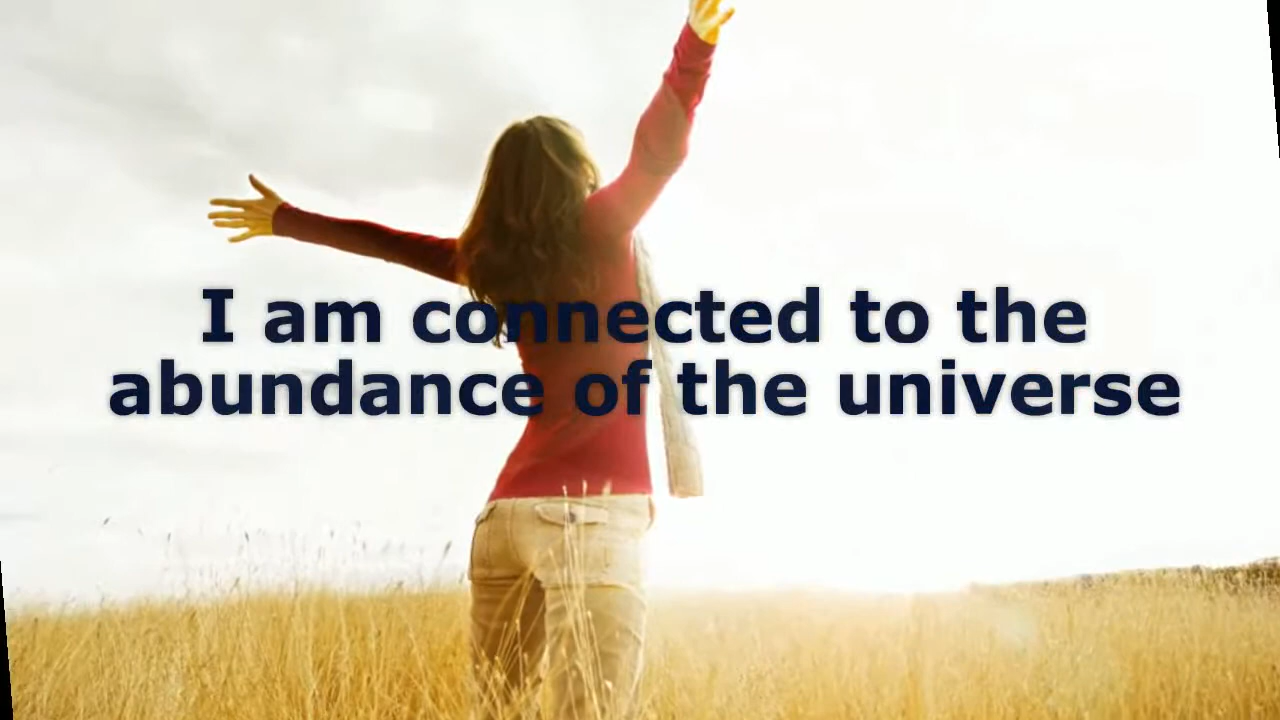 I am connected to the
abundance of the universe